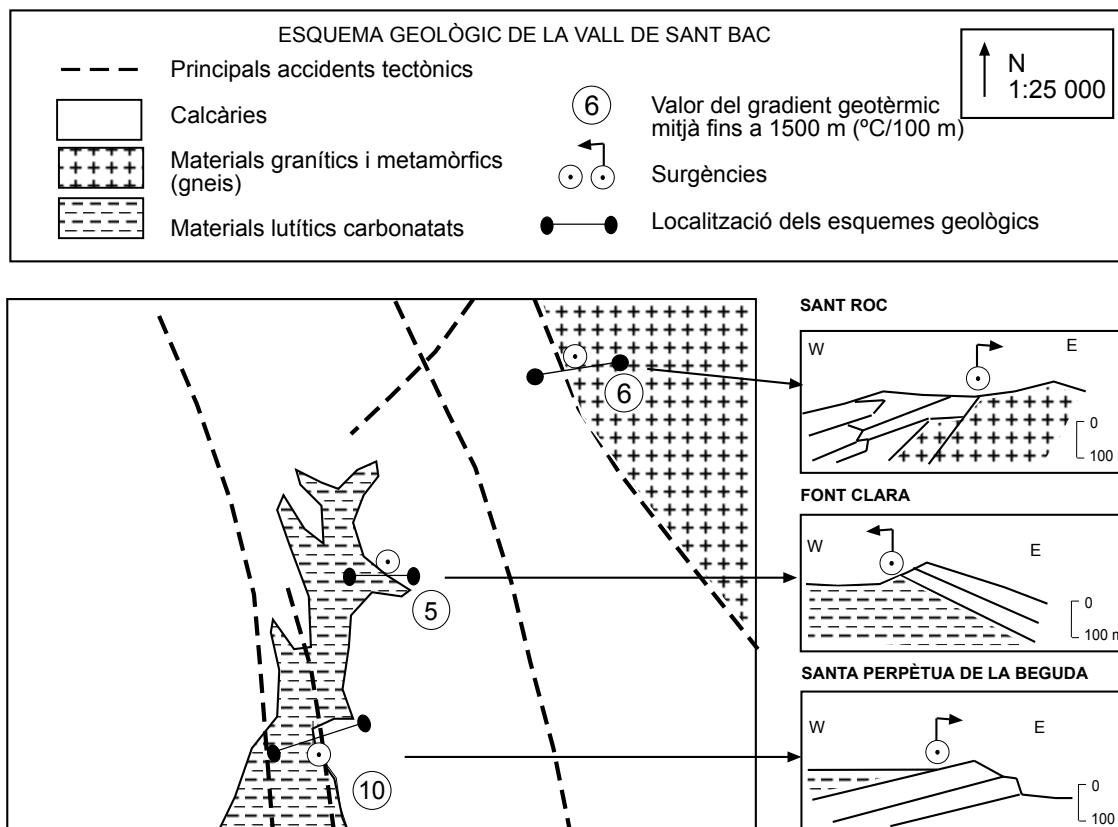 ESQUEMA GEOLÒGIC DE LA VALL DE SANT BAC
Principals accidents tectònics
Calcàries
Materials granítics i metamòrfics
(gneis)
Materials lutítics carbonatats
6
Valor del gradient geotèrmic
mitjà fins a 1500 m (ºC/100 m)
Surgències
Localització dels esquemes geològics
N
1:25 000
6
5
10
SANT ROC
W
E
0
100
FONT CLARA
W
E
0
100 m
SANTA PERPÈTUA DE LA BEGUDA
W
E
0
100